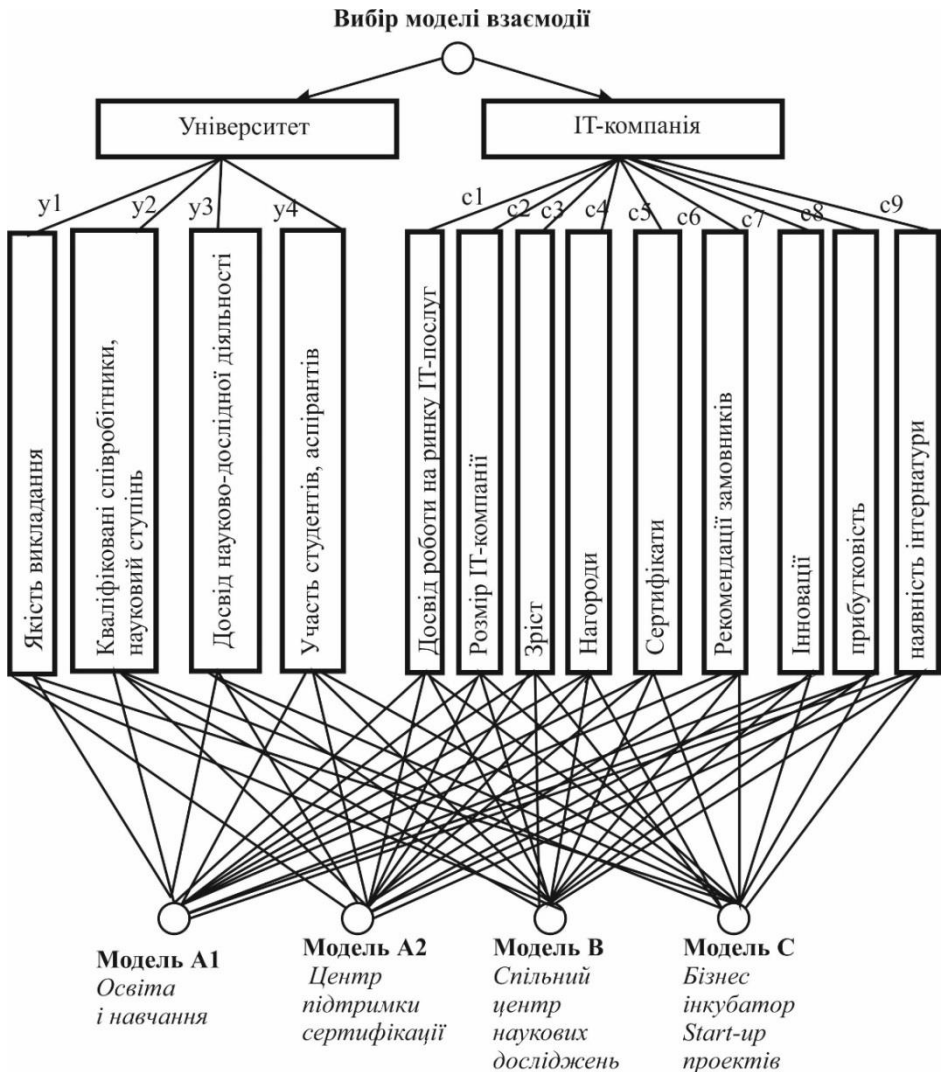 Вибір моделі взаємодії
Університет
ІТ-компанія
у1
у2
у3
у4
с1
с2
с3
с4
с5
с6
с7
с8
с9
Якість викладання
Кваліфіковані співробітники,
науковий ступінь
Досвід науково-дослідної діяльності
Участь студентів, аспірантів
Досвід роботи на ринку ІТ-послуг
Розмір ІТ-компанії
Зріст
Нагороди
Сертифікати
Рекомендації замовників
Інновації
прибутковість
наявність інтернатури
Модель А1
Освіта
і навчання
Модель А2
Центр
підтримки
сертифікації
Модель В
Спільний
центр
наукових
досліджень
Модель С
Бізнес
інкубатор
Start-up
проектів